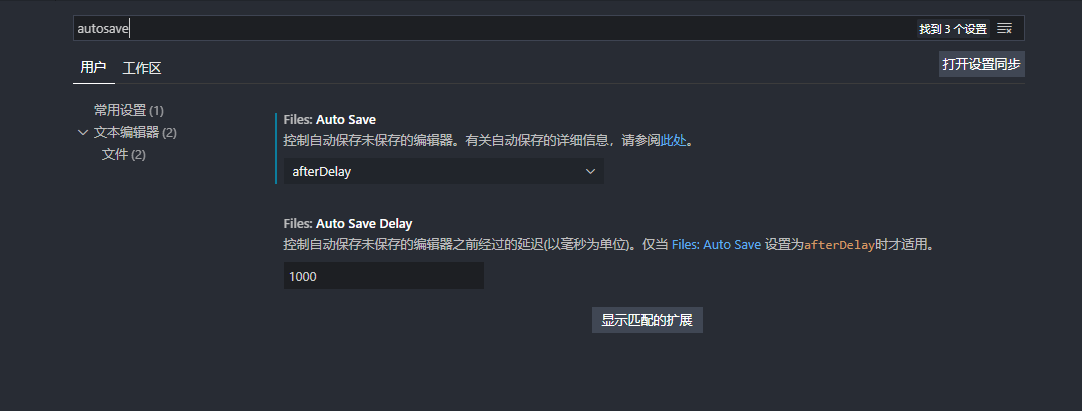 autosave
找到 3 个设置
用户 工作区
打开设置同步
常用设置 (1)
文本编辑器 (2)
文件 (2)
Files: Auto Save
控制自动保存未保存的编辑器。有关自动保存的详细信息，请参阅此处。
afterDelay
Files: Auto Save Delay
控制自动保存未保存的编辑器之前经过的延迟(以毫秒为单位)。仅当 Files: Auto Save 设置为afterDelay时才适用。
1000
显示匹配的扩展